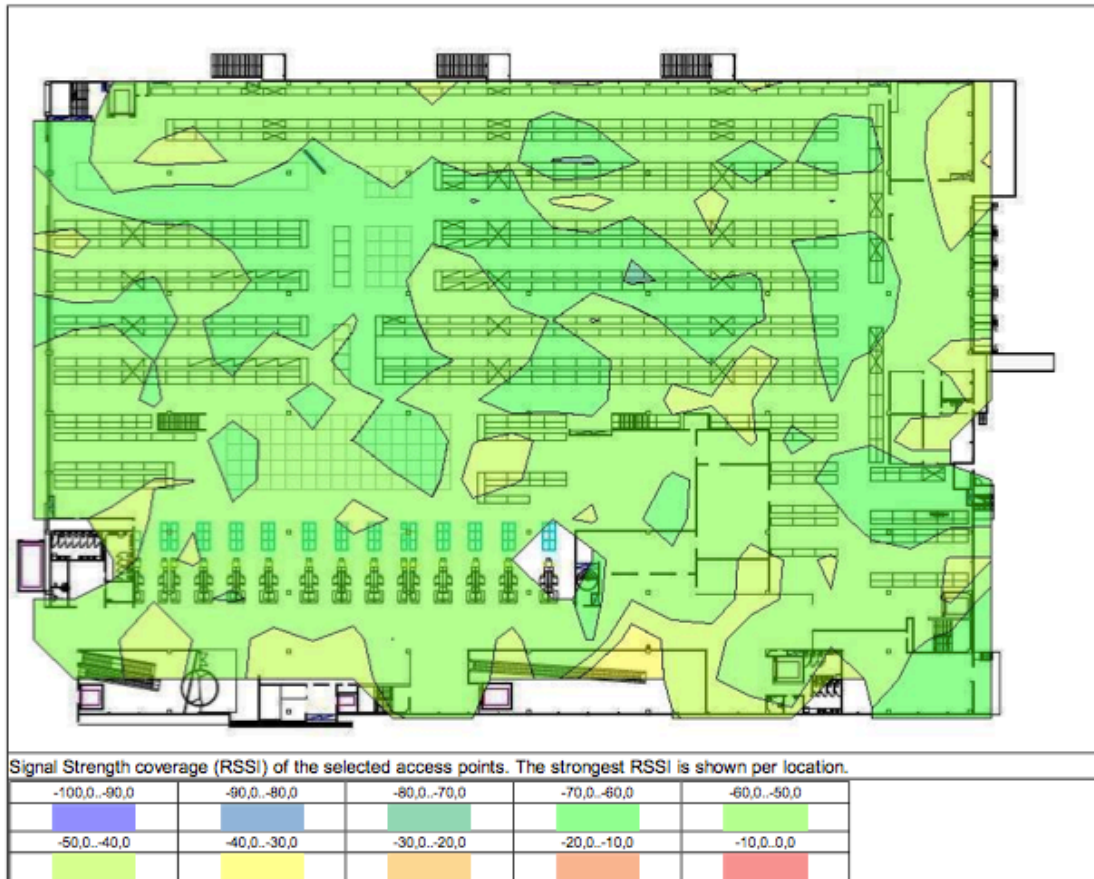 Signal Strength coverage (RSSI) of the selected access points. The strongest RSSI is shown per location.
-100,0..-90,0 -90,0..-80,0 -80,0..-70,0 -70,0..-60,0 -60,0..-50,0
-50,0..-40,0 -40,0..-30,0 -30,0..-20,0 -20,0..-10,0 -10,0..0,0